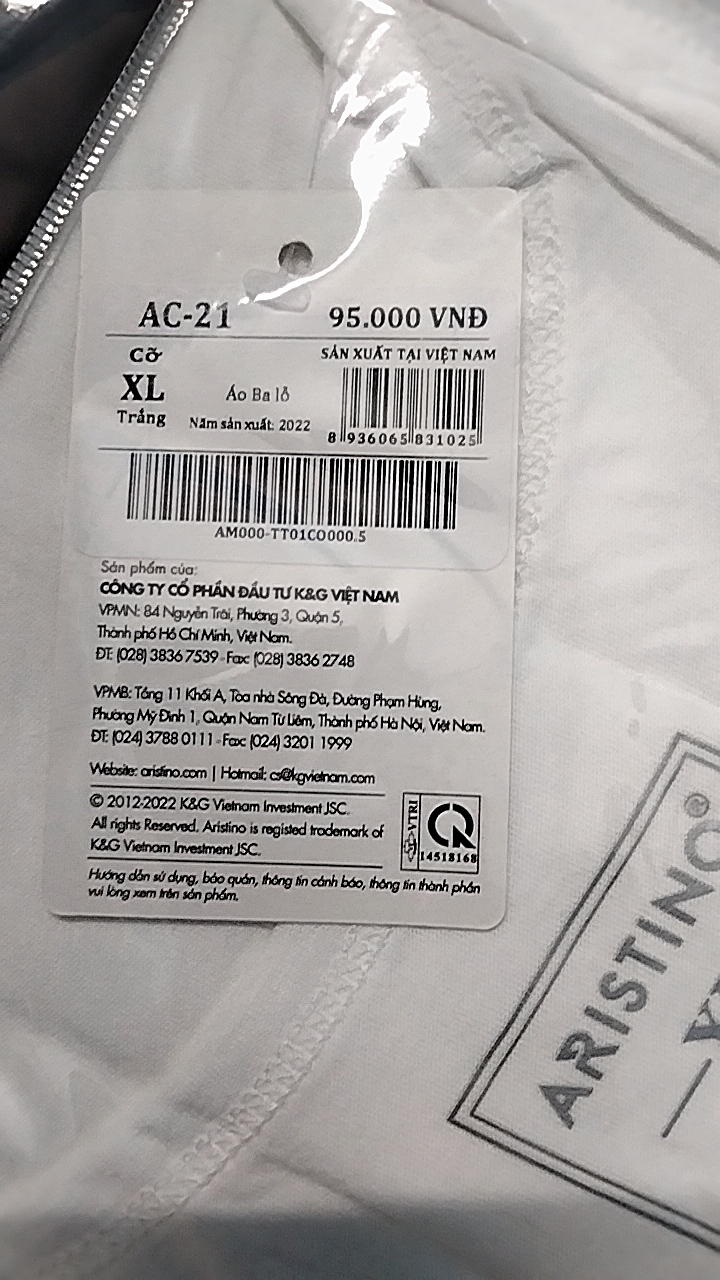 AC-21 95.000 VNĐ
Cỡ SẢN XUẤT TẠI VIỆT NAM
XL Áo Ba lỗ
Trắng Năm sản xuất: 2022
8 936065 831025
AM000-TT01CO000.5
Sản phẩm của:
CÔNG TY CỔ PHẦN ĐẦU TƯ K&G VIỆT NAM
VPMN: 84 Nguyễn Trãi, Phường 3, Quận 5,
Thành phố Hồ Chí Minh, Việt Nam.
ĐT: (028) 3836 7539 - Fax: (028) 3836 2748
VPMB: Tầng 11 Khối A, Tòa nhà Sông Đà, Đường Phạm Hùng,
Phường Mỹ Đình 1, Quận Nam Từ Liêm, Thành phố Hà Nội, Việt Nam.
ĐT: (024) 3788 0111 - Fax: (024) 3201 1999
Website: aristino.com | Hotmail: cs@kgvietnam.com
© 2012-2022 K&G Vietnam Investment JSC.
All rights Reserved. Aristino is registed trademark of
K&G Vietnam Investment JSC.
VTRI
14518168
Hướng dẫn sử dụng, bảo quản, thông tin cảnh báo, thông tin thành phần
vui lòng xem trên sản phẩm.
ARISTINO®